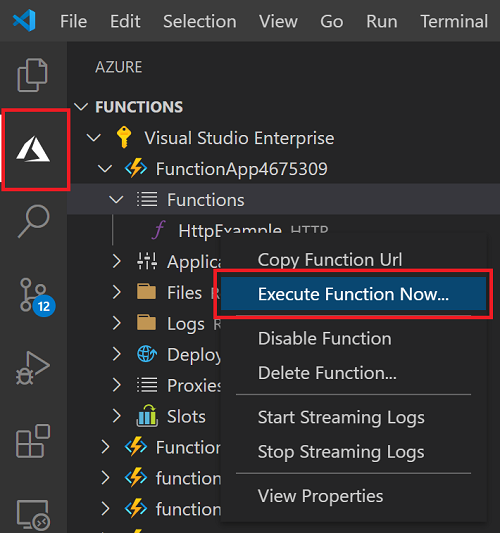 File Edit Selection View Go Run Terminal
AZURE
FUNCTIONS
Visual Studio Enterprise
FunctionApp4675309
Functions
HttpExample HTTP
Copy Function Url
Applica
Execute Function Now...
Files R
Logs R
Disable Function
Deploy
Delete Function...
Proxies
Start Streaming Logs
Slots
Function
Stop Streaming Logs
function
View Properties
function
12